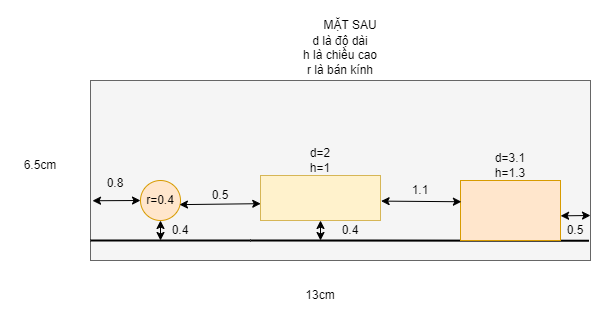 MẶT SAU
d là độ dài
h là chiều cao
r là bán kính
d=2
h=1
d=3.1
h=1.3
6.5cm
0.8
r=0.4
0.5
1.1
0.4
0.4
0.5
13cm